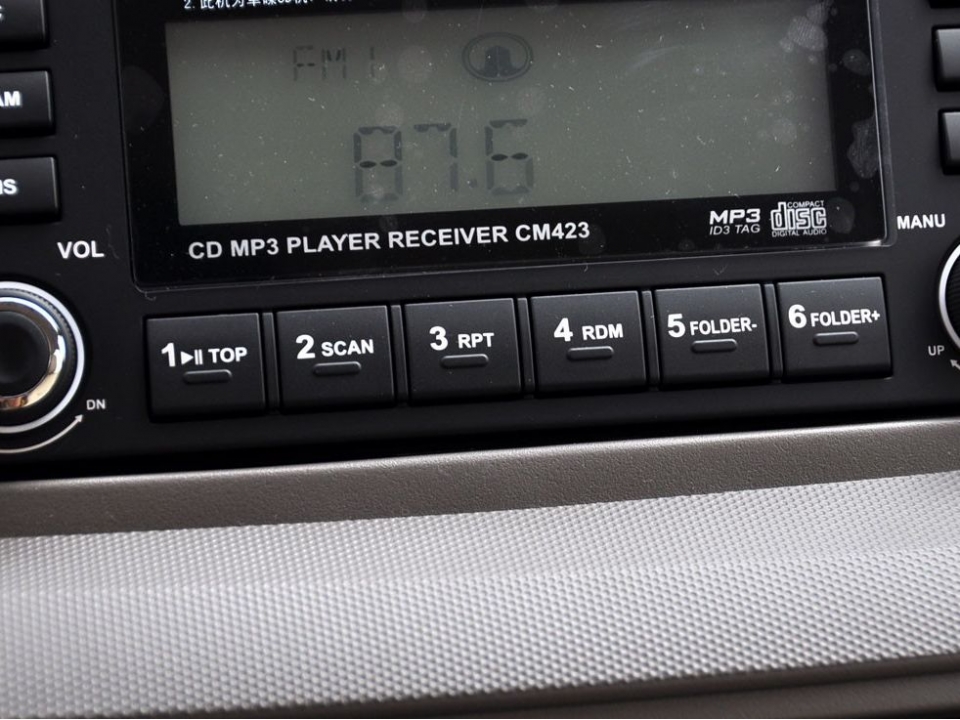 AM
FM1
87.6
VOL
CD MP3 PLAYER RECEIVER CM423
MP3
ID3 TAG
COMPACT
disc
DIGITAL AUDIO
MANU
1 TOP
2 SCAN
3 RPT
4 RDM
5 FOLDER-
6 FOLDER+
DN
UP